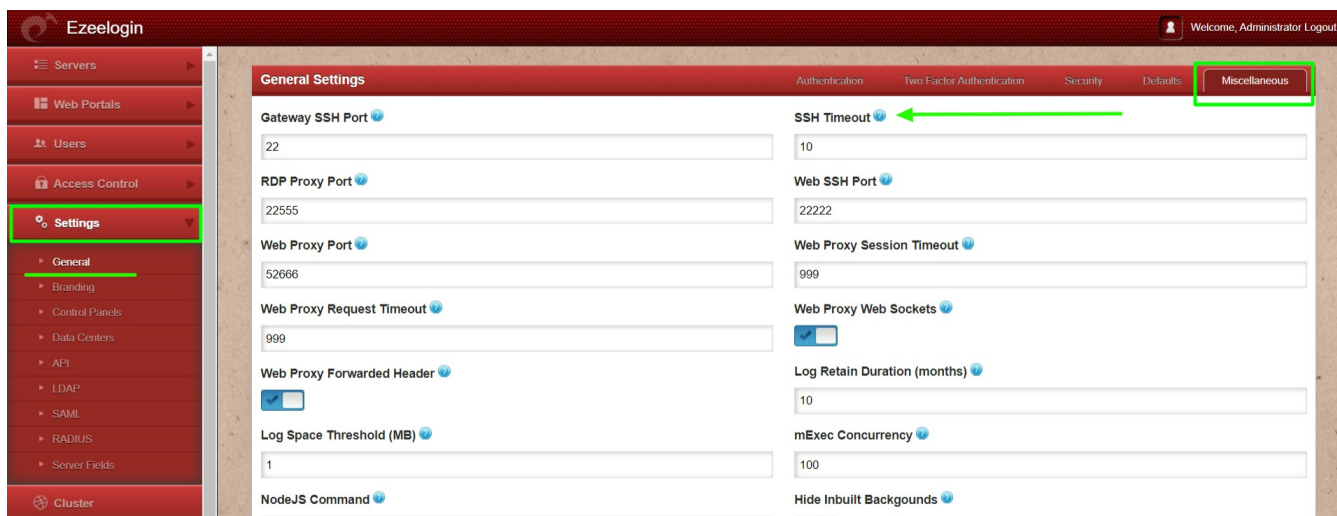 Ezeelogin
Welcome, Administrator Logout
Servers
Web Portals
Users
Access Control
Settings
General
Branding
Control Panels
Data Centers
API
LDAP
SAML
RADIUS
Server Fields
Cluster
General Settings
Authentication Two Factor Authentication Security Defaults Miscellaneous
Gateway SSH Port
22
SSH Timeout
10
RDP Proxy Port
22555
Web SSH Port
22222
Web Proxy Port
52666
Web Proxy Session Timeout
999
Web Proxy Request Timeout
999
Web Proxy Web Sockets
Web Proxy Forwarded Header
Log Retain Duration (months)
10
Log Space Threshold (MB)
1
mExec Concurrency
100
NodeJS Command
Hide Inbuilt Backgounds